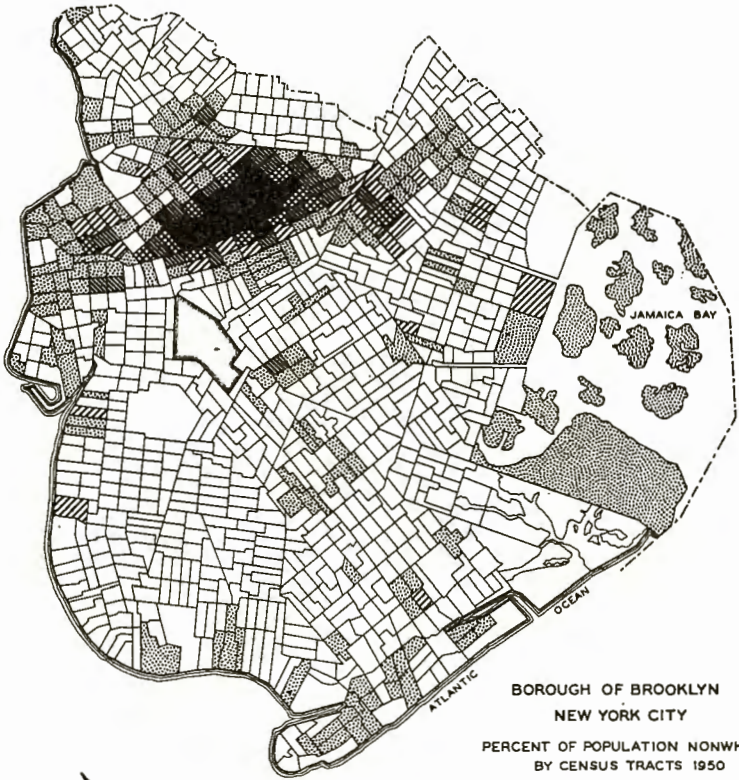 JAMAICA BAY
OCEAN
ATLANTIC
BOROUGH OF BROOKLYN
NEW YORK CITY
PERCENT OF POPULATION NONWH
BY CENSUS TRACTS 1950